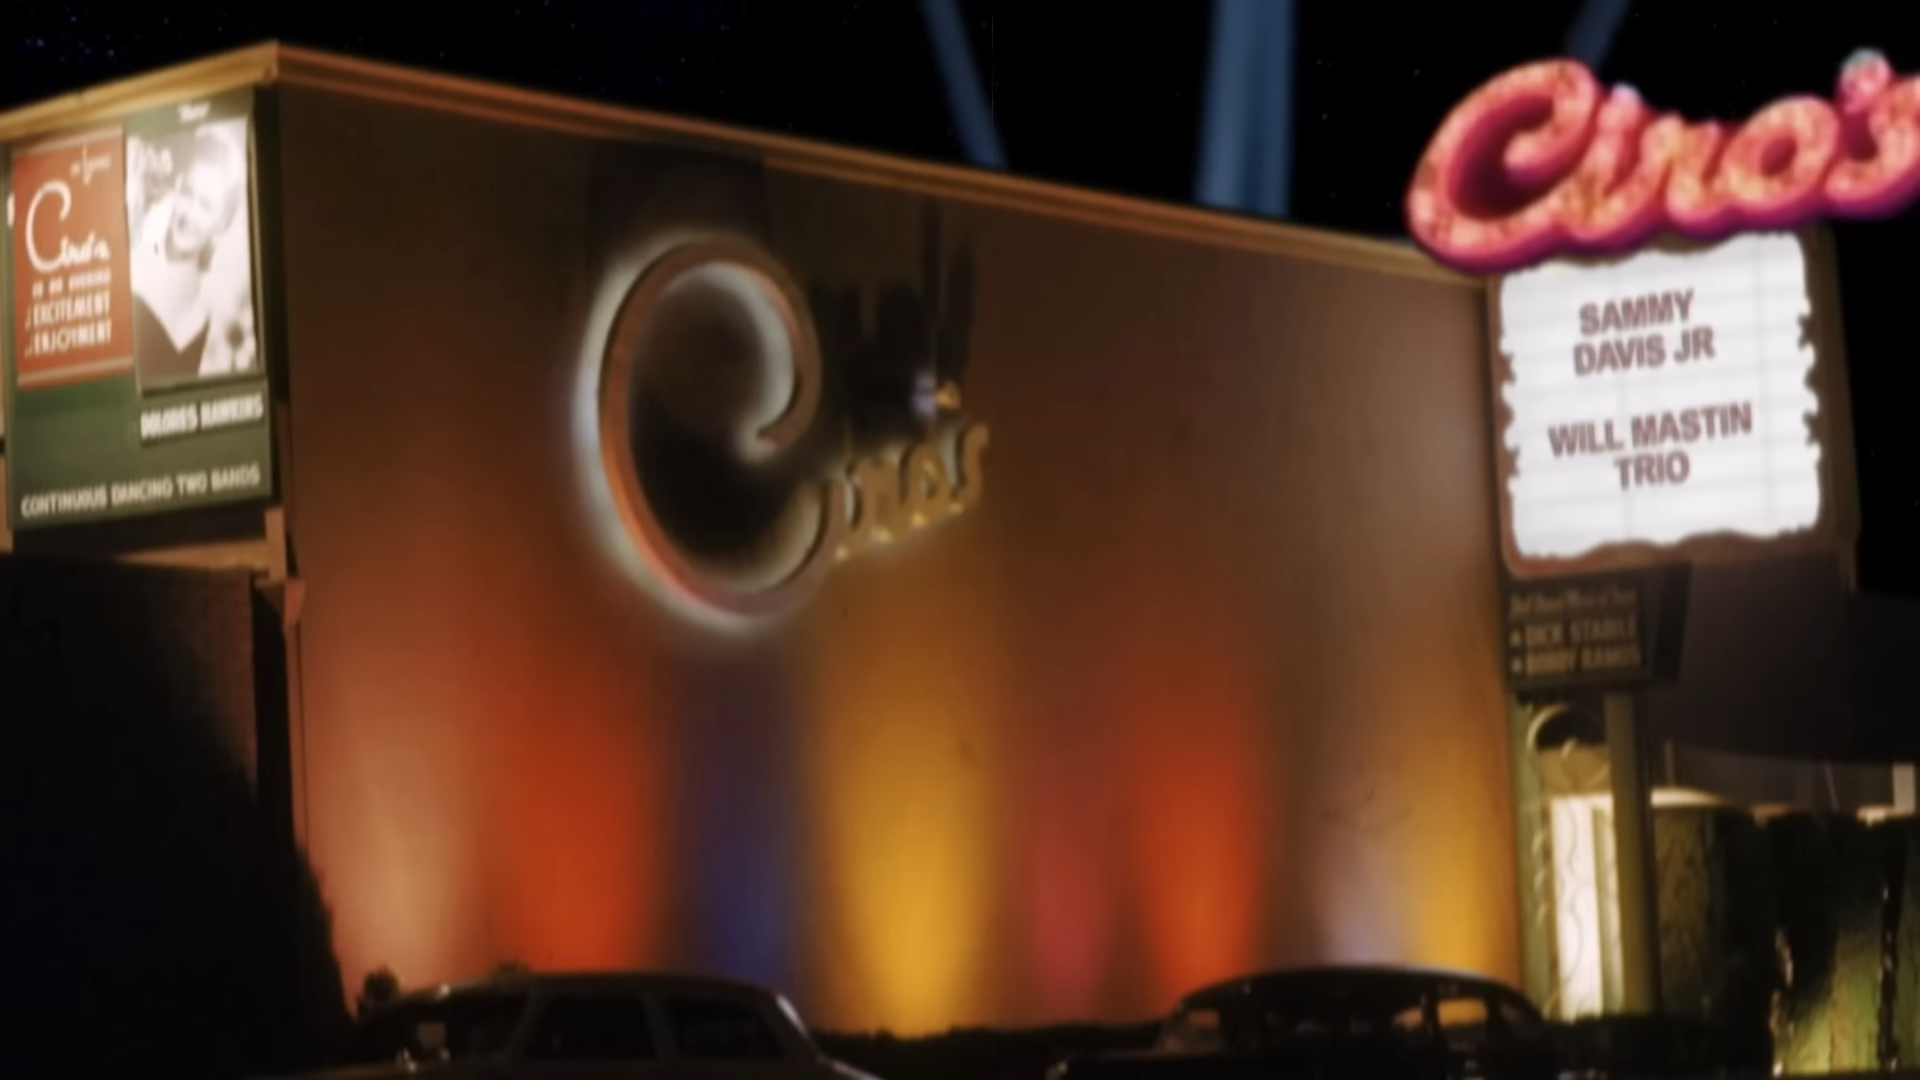 Ciro's
EXCITEMENT
ENJOYMENT
DOLORES HAWKINS
CONTINUOUS DANCING TWO BANDS
Ciro's
Ciro's
SAMMY
DAVIS JR
WILL MASTIN
TRIO
DICK STABILE
BOBBY RAMOS